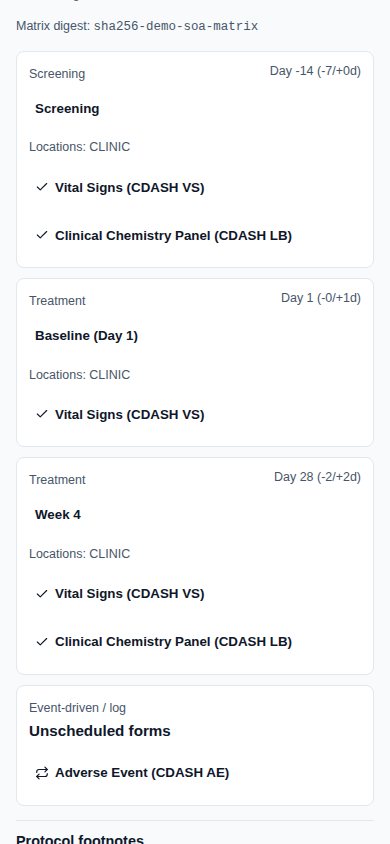 Matrix digest: sha256-demo-soa-matrix
Screening
Day -14 (-7/+0d)
Screening
Locations: CLINIC
Vital Signs (CDASH VS)
Clinical Chemistry Panel (CDASH LB)
Treatment
Day 1 (-0/+1d)
Baseline (Day 1)
Locations: CLINIC
Vital Signs (CDASH VS)
Treatment
Day 28 (-2/+2d)
Week 4
Locations: CLINIC
Vital Signs (CDASH VS)
Clinical Chemistry Panel (CDASH LB)
Event-driven / log
Unscheduled forms
Adverse Event (CDASH AE)
Protocol footnotes